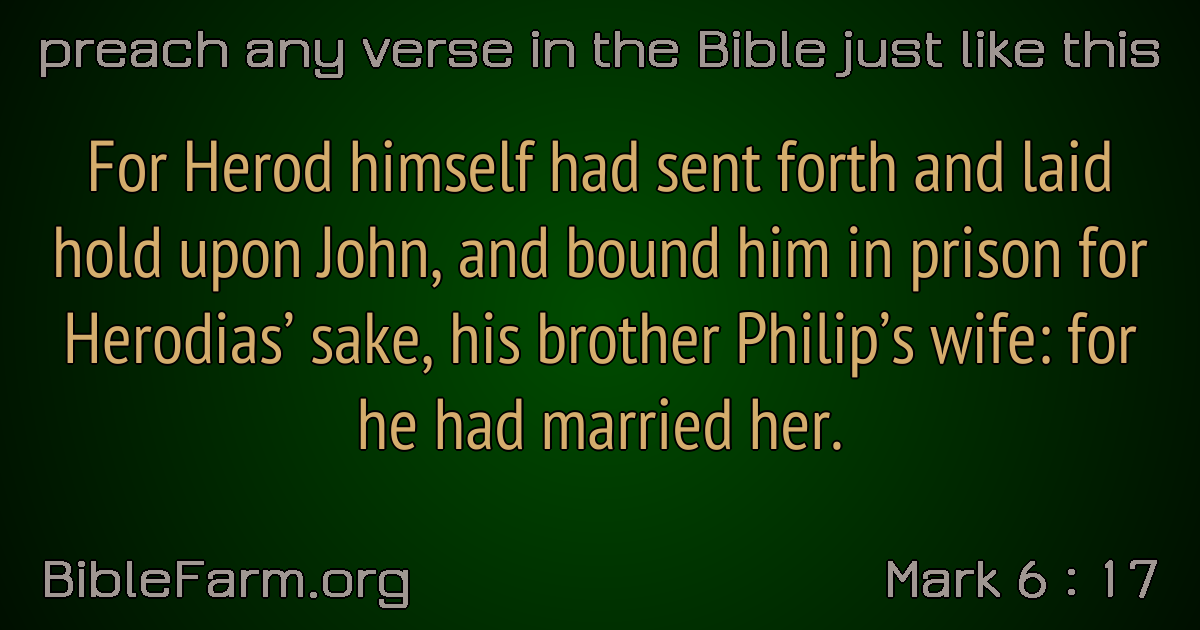 preach any verse in the Bible just like this
For Herod himself had sent forth and laid
hold upon John, and bound him in prison for
Herodias’ sake, his brother Philip’s wife: for
he had married her.
BibleFarm.org
Mark 6 : 17